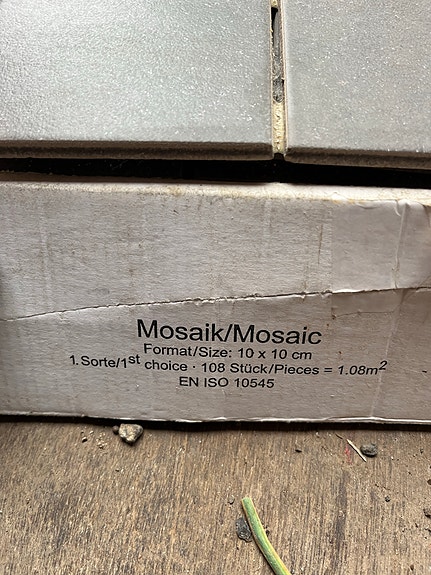 Mosaik/Mosaic
Format/Size: 10 x 10 cm
1.Sorte/1st choice · 108 Stück/Pieces = 1.08m²
EN ISO 10545